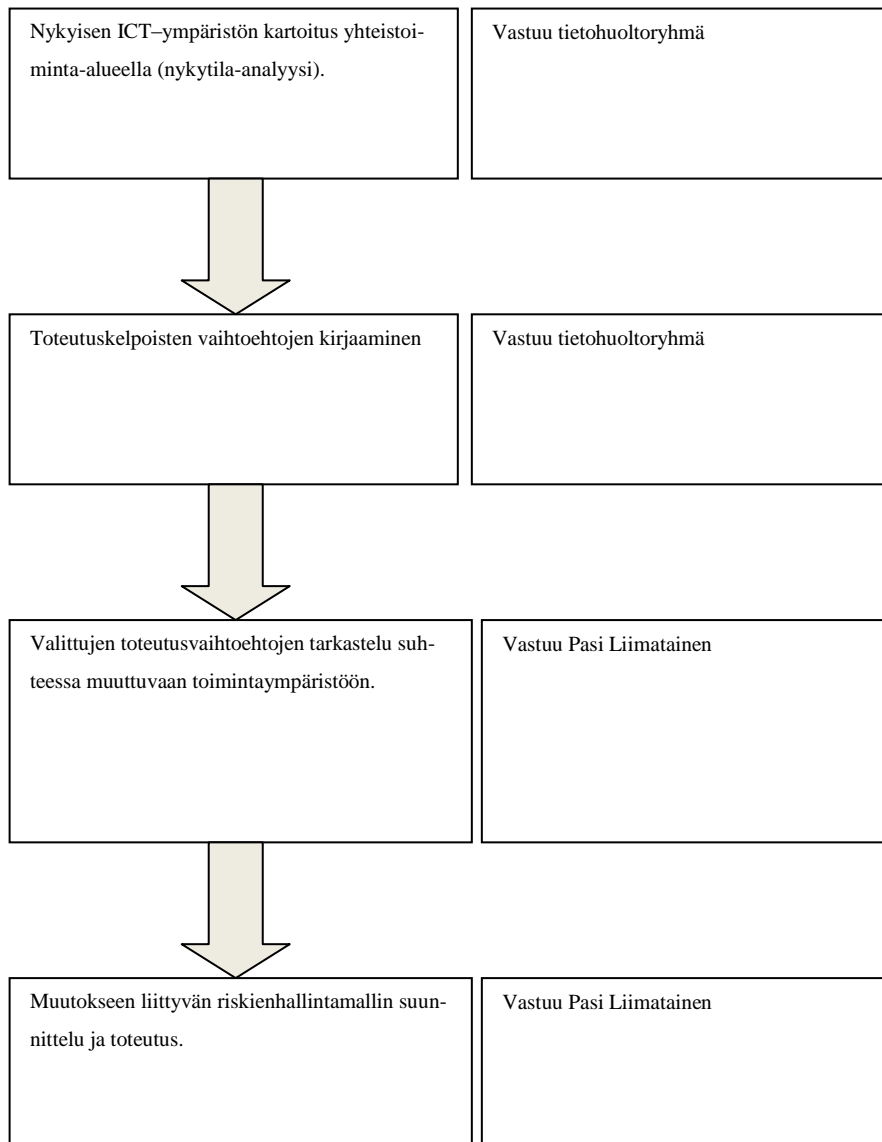 Nykyisen ICT–ympäristön kartoitus yhteistoi-
minta-alueella (nykytila-analyysi).
Vastuu tietohuoltoryhmä
Toteutuskelpoisten vaihtoehtojen kirjaaminen
Vastuu tietohuoltoryhmä
Valittujen toteutusvaihtoehtojen tarkastelu suh-
teessa muuttuvaan toimintaympäristöön.
Vastuu Pasi Liimatainen
Muutokseen liittyvän riskienhallintamallin suun-
nittelu ja toteutus.
Vastuu Pasi Liimatainen